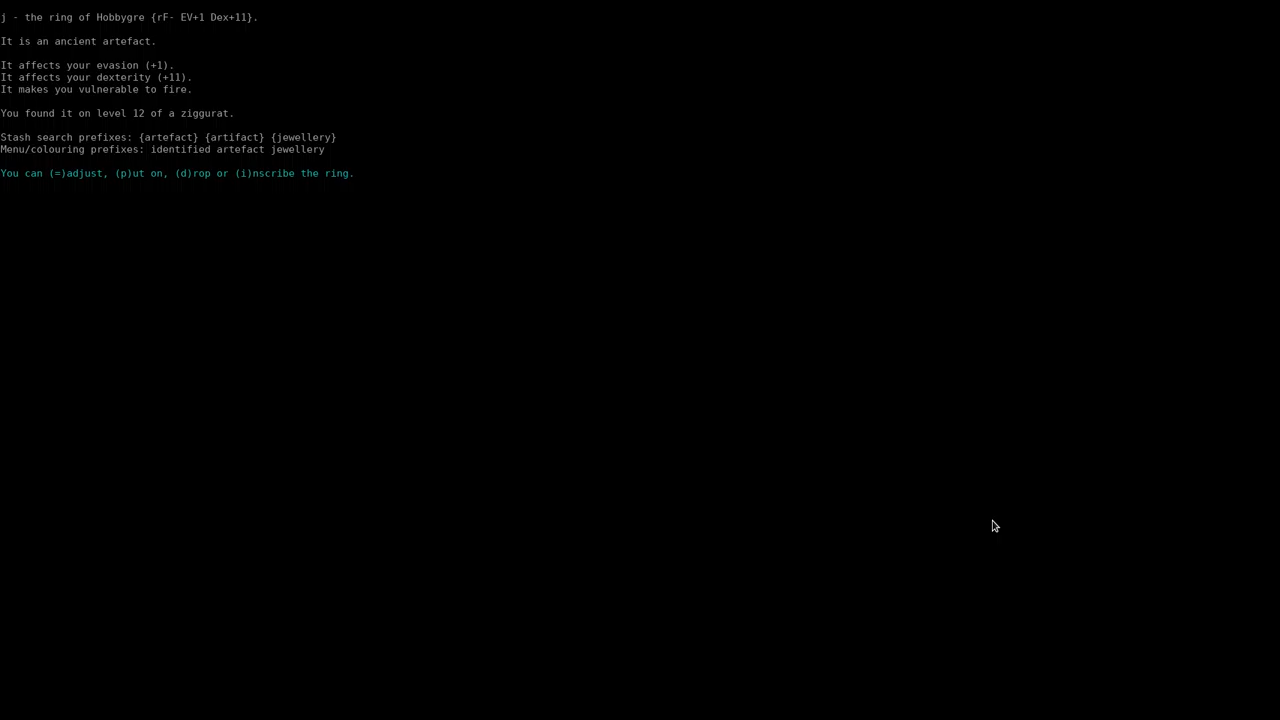 j - the ring of Hobbygre {rF- EV+1 Dex+11}.
It is an ancient artefact.
It affects your evasion (+1).
It affects your dexterity (+11).
It makes you vulnerable to fire.
You found it on level 12 of a ziggurat.
Stash search prefixes: {artefact} {artifact} {jewellery}
Menu/colouring prefixes: identified artefact jewellery
You can (=)adjust, (p)ut on, (d)rop or (i)nscribe the ring.